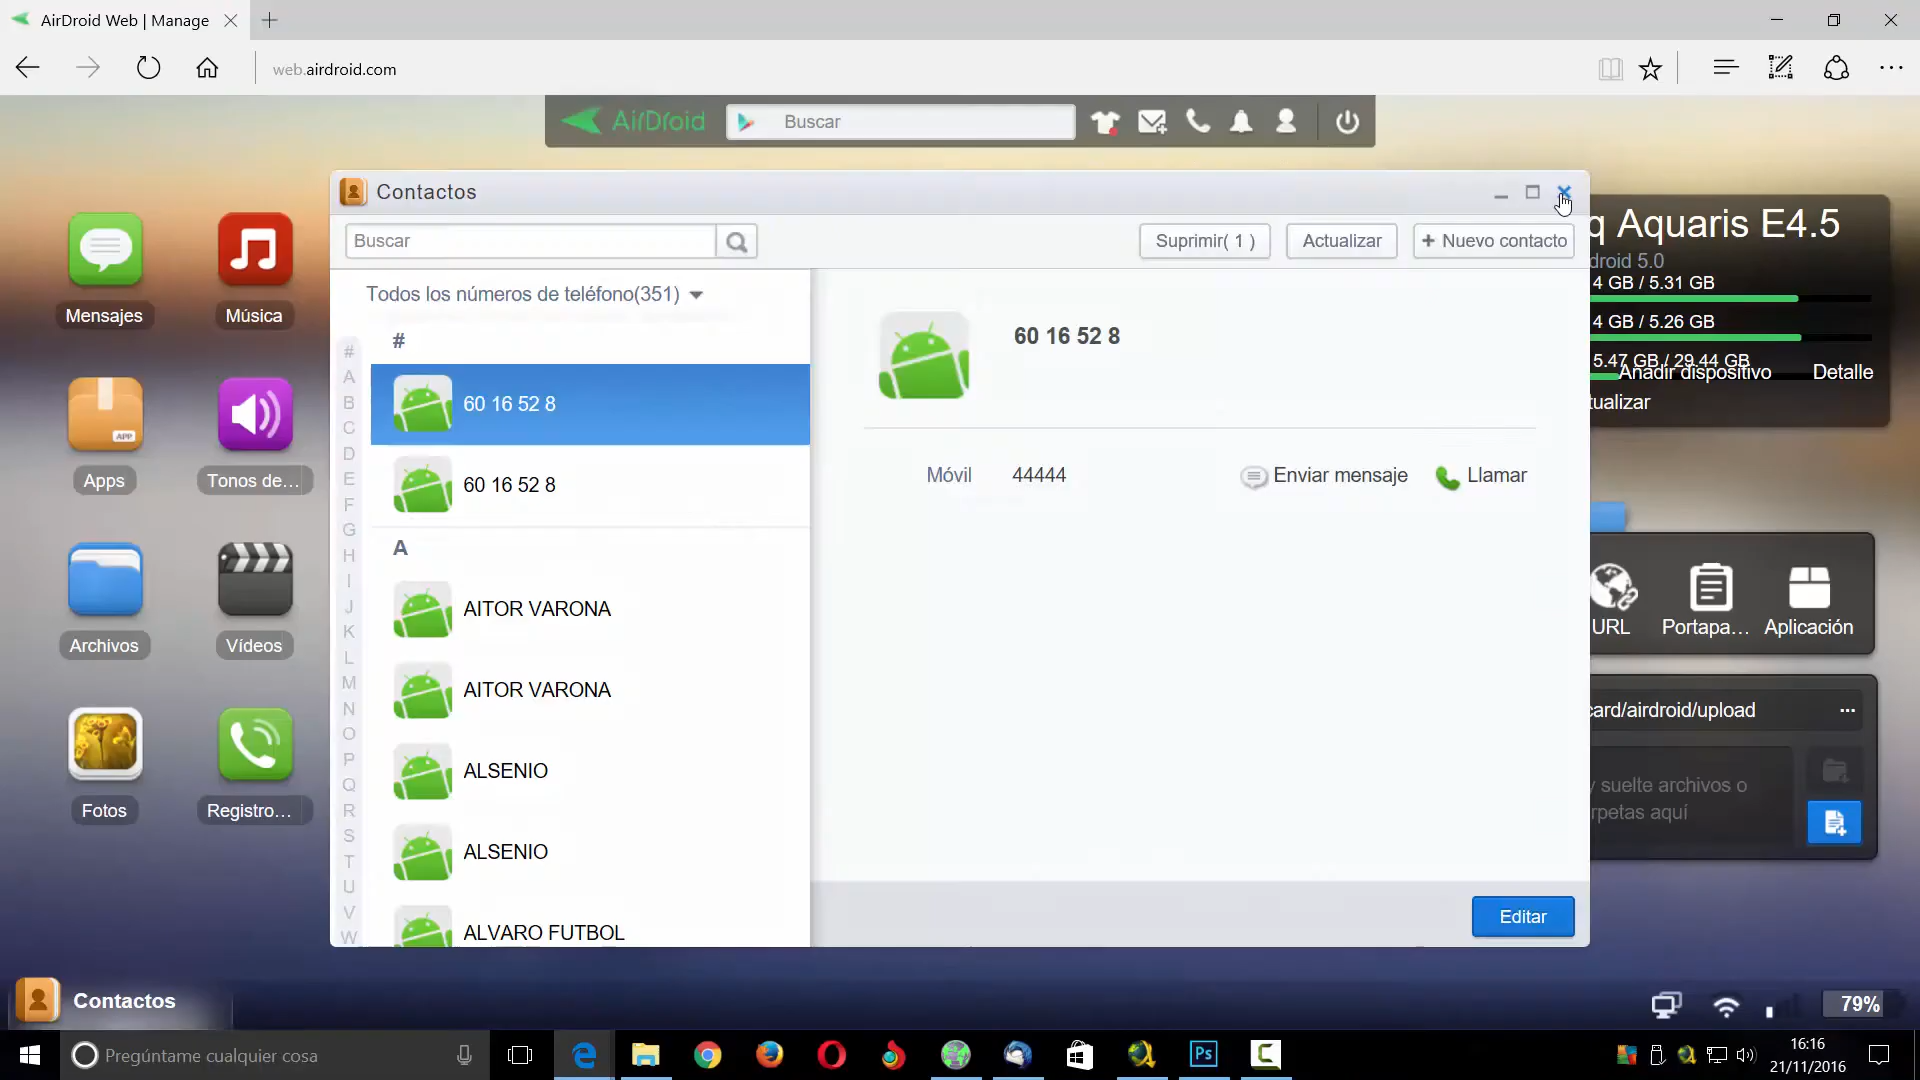 AirDroid Web | Manage
web.airdroid.com
AirDroid
Buscar
Contactos
Buscar
Suprimir( 1 )
Actualizar
+ Nuevo contacto
Todos los números de teléfono(351)
#
60 16 52 8
60 16 52 8
A
AITOR VARONA
AITOR VARONA
ALSENIO
ALSENIO
ALVARO FUTBOL
#
A
B
C
D
E
F
G
H
I
J
K
L
M
N
O
P
Q
R
S
T
U
V
W
60 16 52 8
Móvil 44444
Enviar mensaje
Llamar
Editar
Mensajes
Música
APP
Apps
Tonos de...
Archivos
Vídeos
Fotos
Registro...
q Aquaris E4.5
droid 5.0
4 GB / 5.31 GB
4 GB / 5.26 GB
5.47 GB / 29.44 GB
Añadir dispositivo
Detalle
tualizar
URL
Portapa...
Aplicación
card/airdroid/upload
...
y suelte archivos o
rpetas aquí
Contactos
79%
Pregúntame cualquier cosa
Ps
16:16
21/11/2016